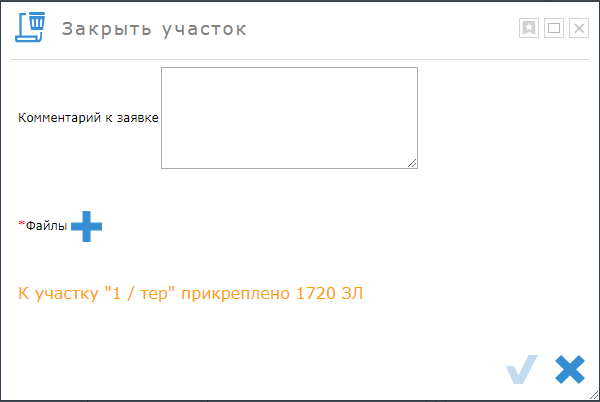 Закрыть участок
Комментарий к заявке
*Файлы
К участку "1 / тер" прикреплено 1720 ЗЛ